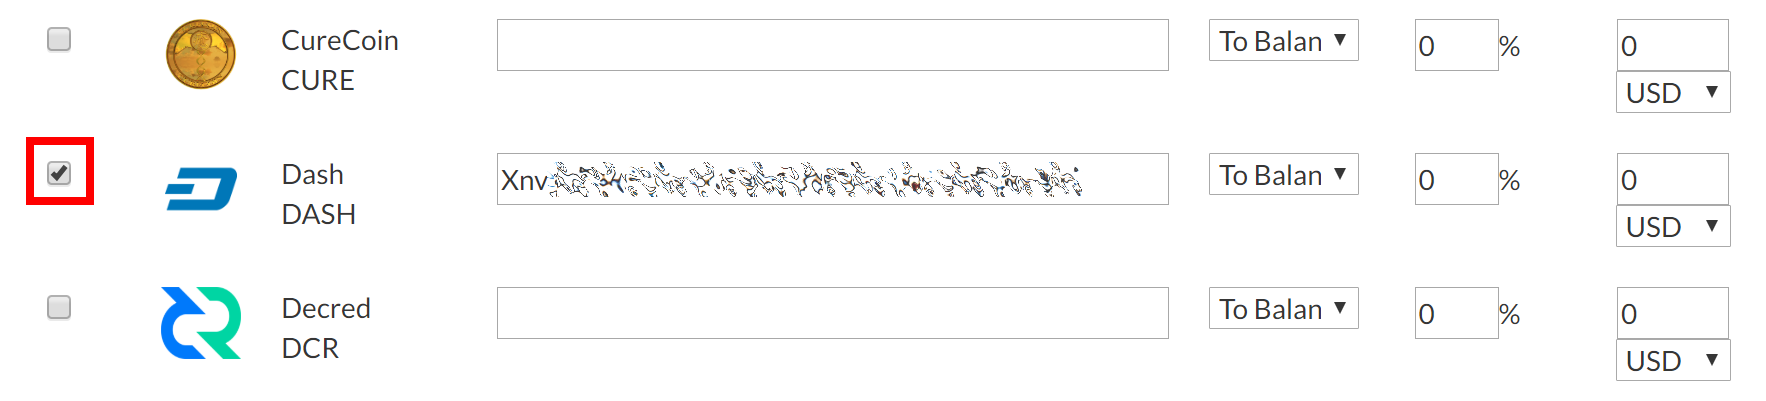 CureCoin To Balan 0 % 0
CURE USD
Dash Xnv To Balan 0 % 0
DASH USD
Decred To Balan 0 % 0
DCR USD